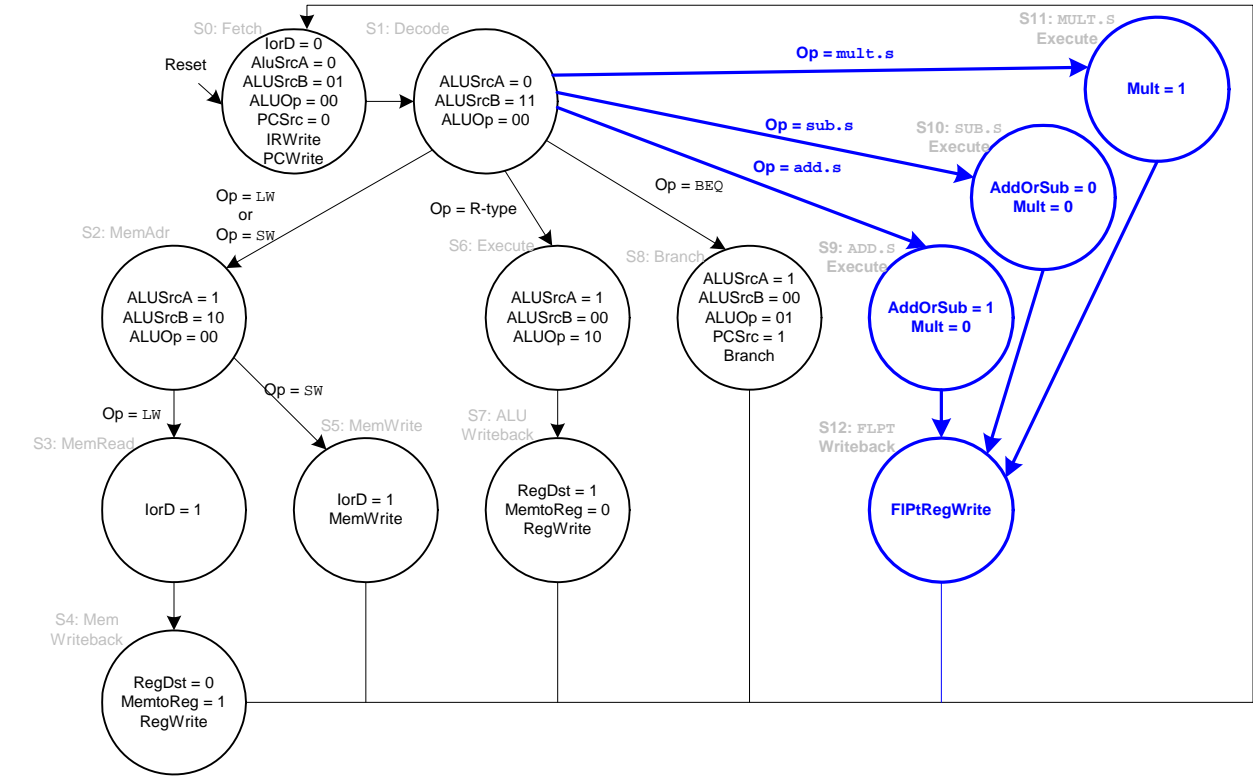 S0: Fetch
IorD = 0
AluSrcA = 0
ALUSrcB = 01
ALUOp = 00
PCSrc = 0
IRWrite
PCWrite
Reset
S1: Decode
ALUSrcA = 0
ALUSrcB = 11
ALUOp = 00
Op = mult.s
S11: MULT.s
Execute
Mult = 1
Op = sub.s
S10: SUB.s
Execute
AddOrSub = 0
Mult = 0
Op = add.s
S9: ADD.s
Execute
AddOrSub = 1
Mult = 0
Op = LW
or
Op = SW
Op = R-type
Op = BEQ
S2: MemAdr
ALUSrcA = 1
ALUSrcB = 10
ALUOp = 00
S6: Execute
ALUSrcA = 1
ALUSrcB = 00
ALUOp = 10
S8: Branch
ALUSrcA = 1
ALUSrcB = 00
ALUOp = 01
PCSrc = 1
Branch
Op = LW
Op = SW
S3: MemRead
IorD = 1
S5: MemWrite
IorD = 1
MemWrite
S7: ALU
Writeback
RegDst = 1
MemtoReg = 0
RegWrite
S12: FLPT
Writeback
FlPtRegWrite
S4: Mem
Writeback
RegDst = 0
MemtoReg = 1
RegWrite